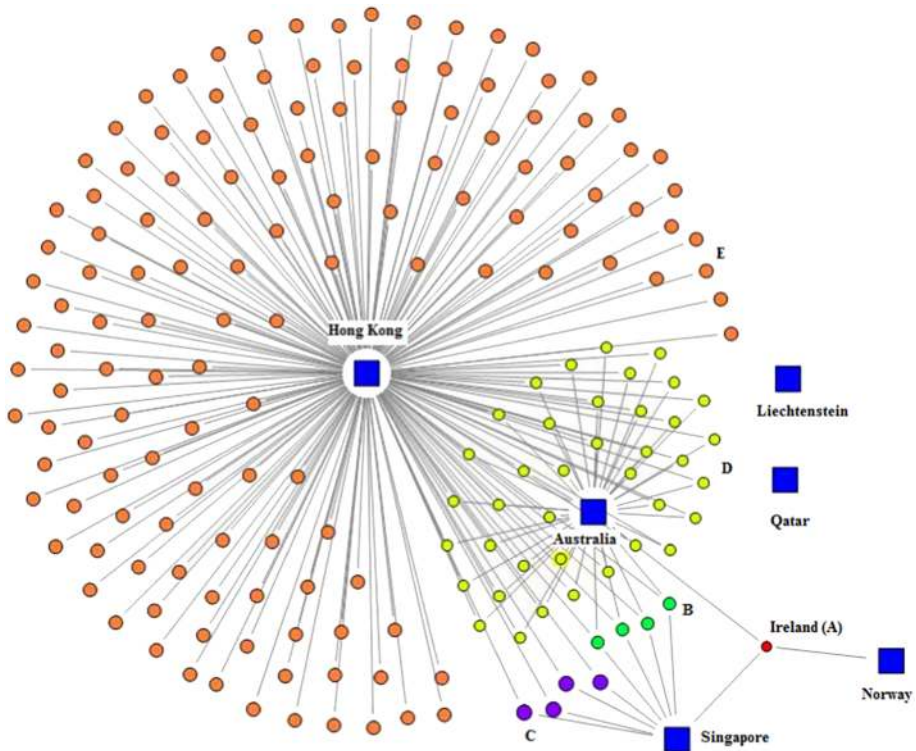 E
Hong Kong
Liechtenstein
D
Qatar
Australia
B
Ireland (A)
Norway
C
Singapore